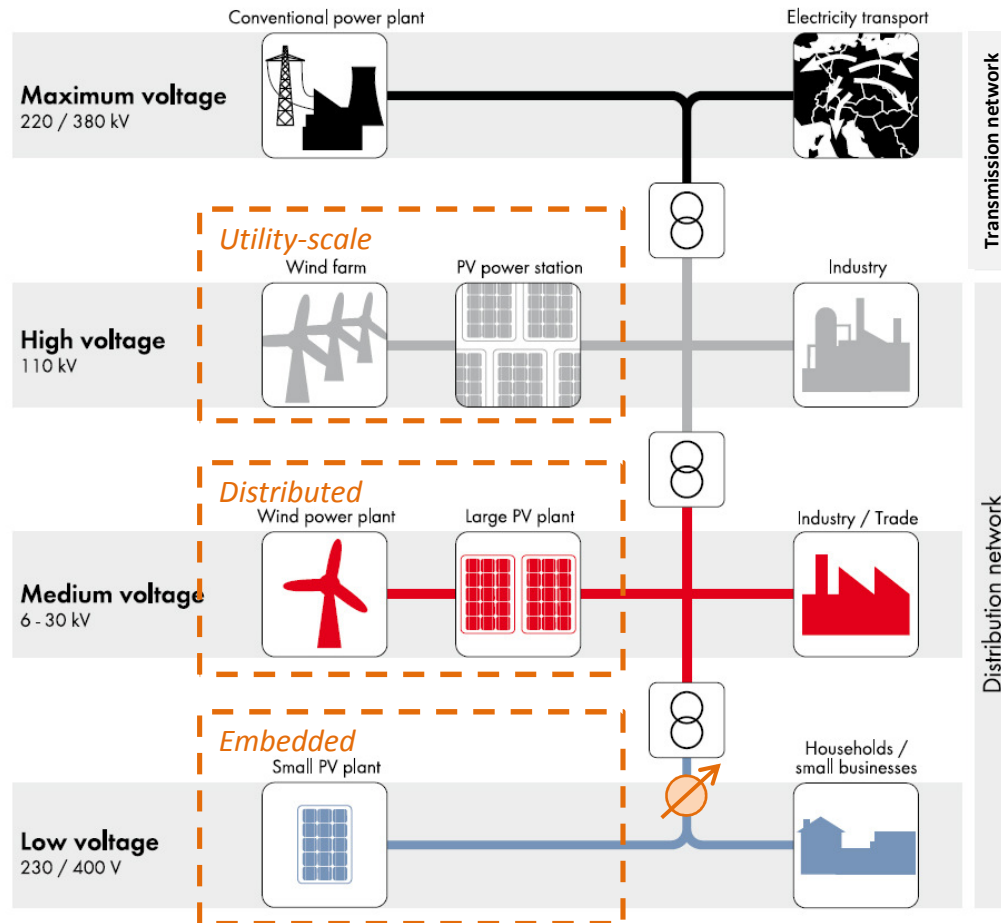 Conventional power plant
Electricity transport
Maximum voltage
220 / 380 kV
Transmission network
Utility-scale
Wind farm
PV power station
Industry
High voltage
110 kV
Distributed
Wind power plant
Large PV plant
Industry / Trade
Medium voltage
6 - 30 kV
Distribution network
Embedded
Small PV plant
Households /
small businesses
Low voltage
230 / 400 V